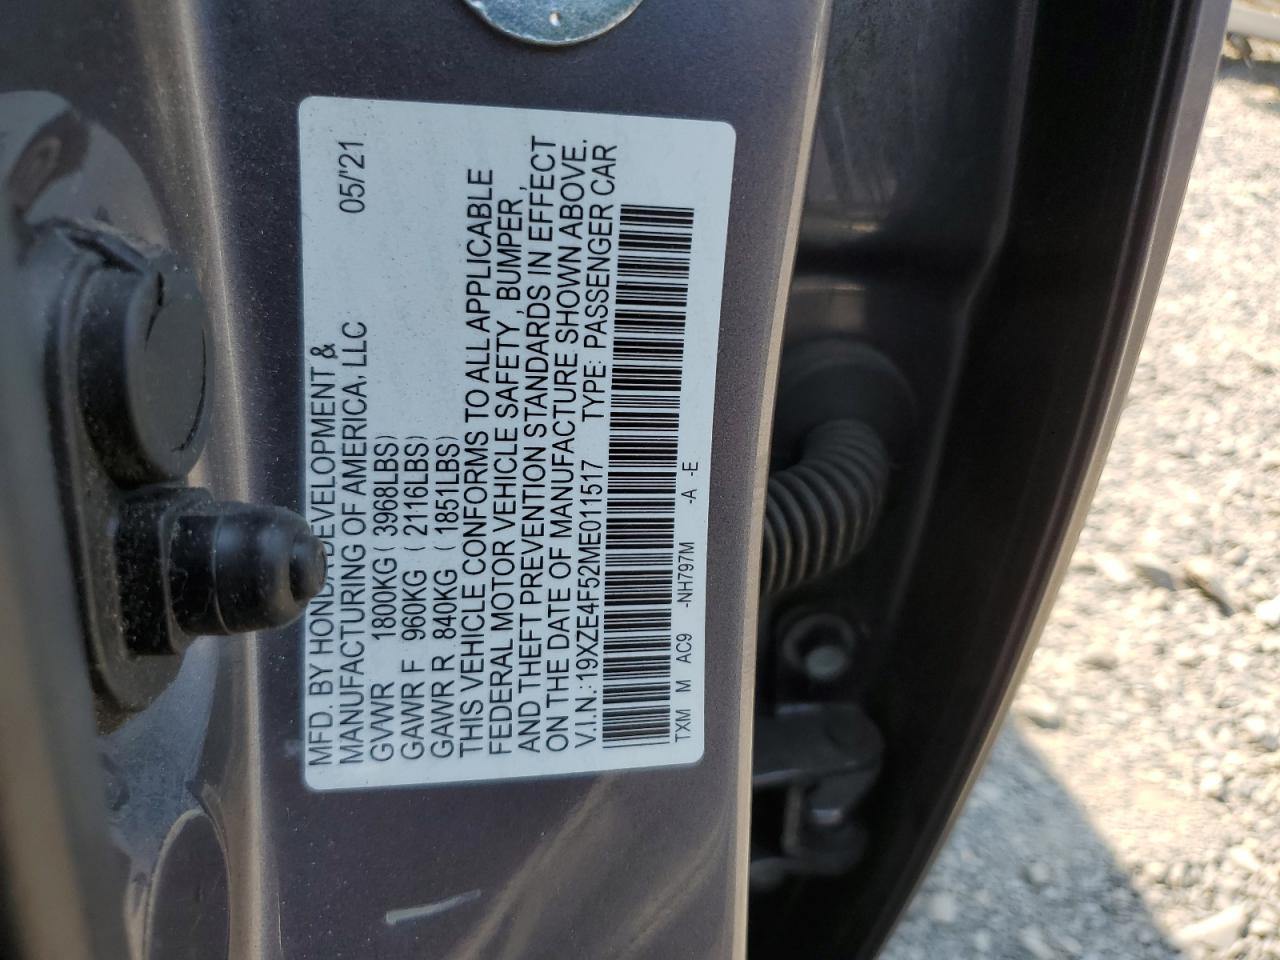 MFD. BY HONDA DEVELOPMENT &
MANUFACTURING OF AMERICA, LLC 05/'21
GVWR 1800KG ( 3968LBS)
GAWR F 960KG ( 2116LBS)
GAWR R 840KG ( 1851LBS)
THIS VEHICLE CONFORMS TO ALL APPLICABLE
FEDERAL MOTOR VEHICLE SAFETY, BUMPER,
AND THEFT PREVENTION STANDARDS IN EFFECT
ON THE DATE OF MANUFACTURE SHOWN ABOVE.
V.I.N.: 19XZE4F52ME011517 TYPE: PASSENGER CAR
TXM M AC9 -NH797M -A -E